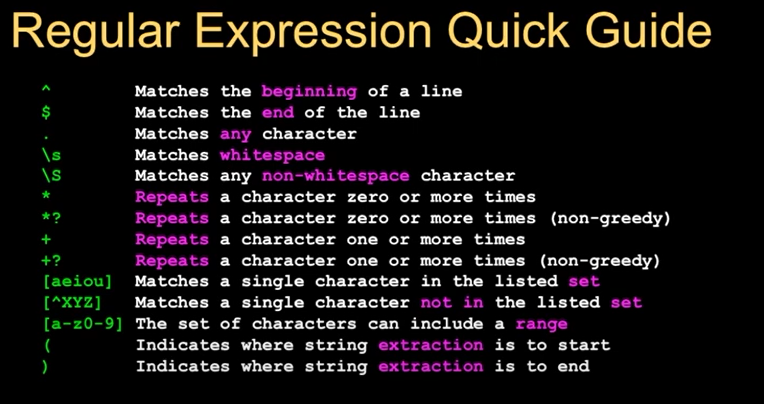 Regular Expression Quick Guide
^ Matches the beginning of a line
$ Matches the end of the line
. Matches any character
\s Matches whitespace
\S Matches any non-whitespace character
* Repeats a character zero or more times
*? Repeats a character zero or more times (non-greedy)
+ Repeats a character one or more times
+? Repeats a character one or more times (non-greedy)
[aeiou] Matches a single character in the listed set
[^XYZ] Matches a single character not in the listed set
[a-z0-9] The set of characters can include a range
( Indicates where string extraction is to start
) Indicates where string extraction is to end